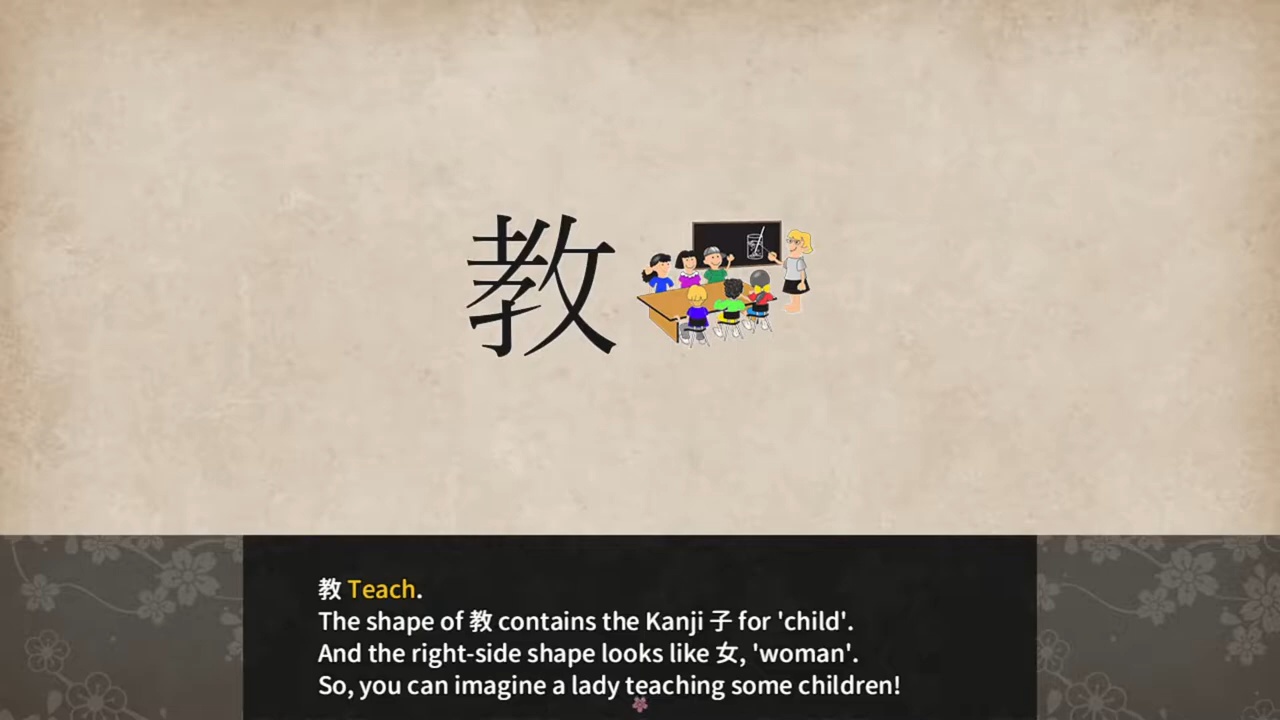 教
教 Teach.
The shape of 教 contains the Kanji 子 for 'child'.
And the right-side shape looks like 女, 'woman'.
So, you can imagine a lady teaching some children!